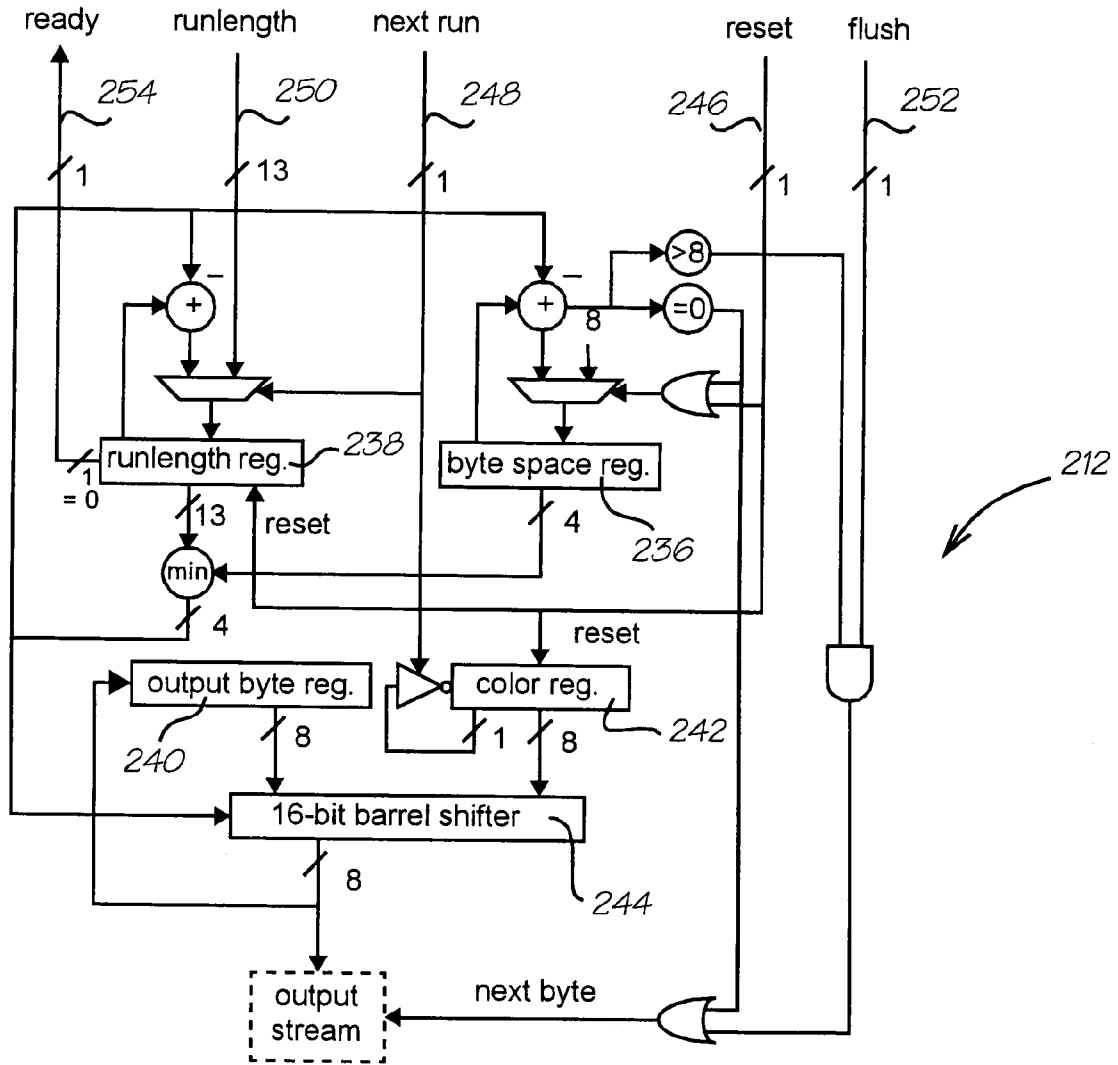 ready runlength next run reset flush
254 250 248 246 252
1 13 1 1 1
− − >8
+ + =0
8
runlength reg. 238 byte space reg. 212
1
= 0
13 reset 4 236
min
4 reset
output byte reg. color reg.
240 8 1 8 242
16-bit barrel shifter
8 244
output
stream
next byte